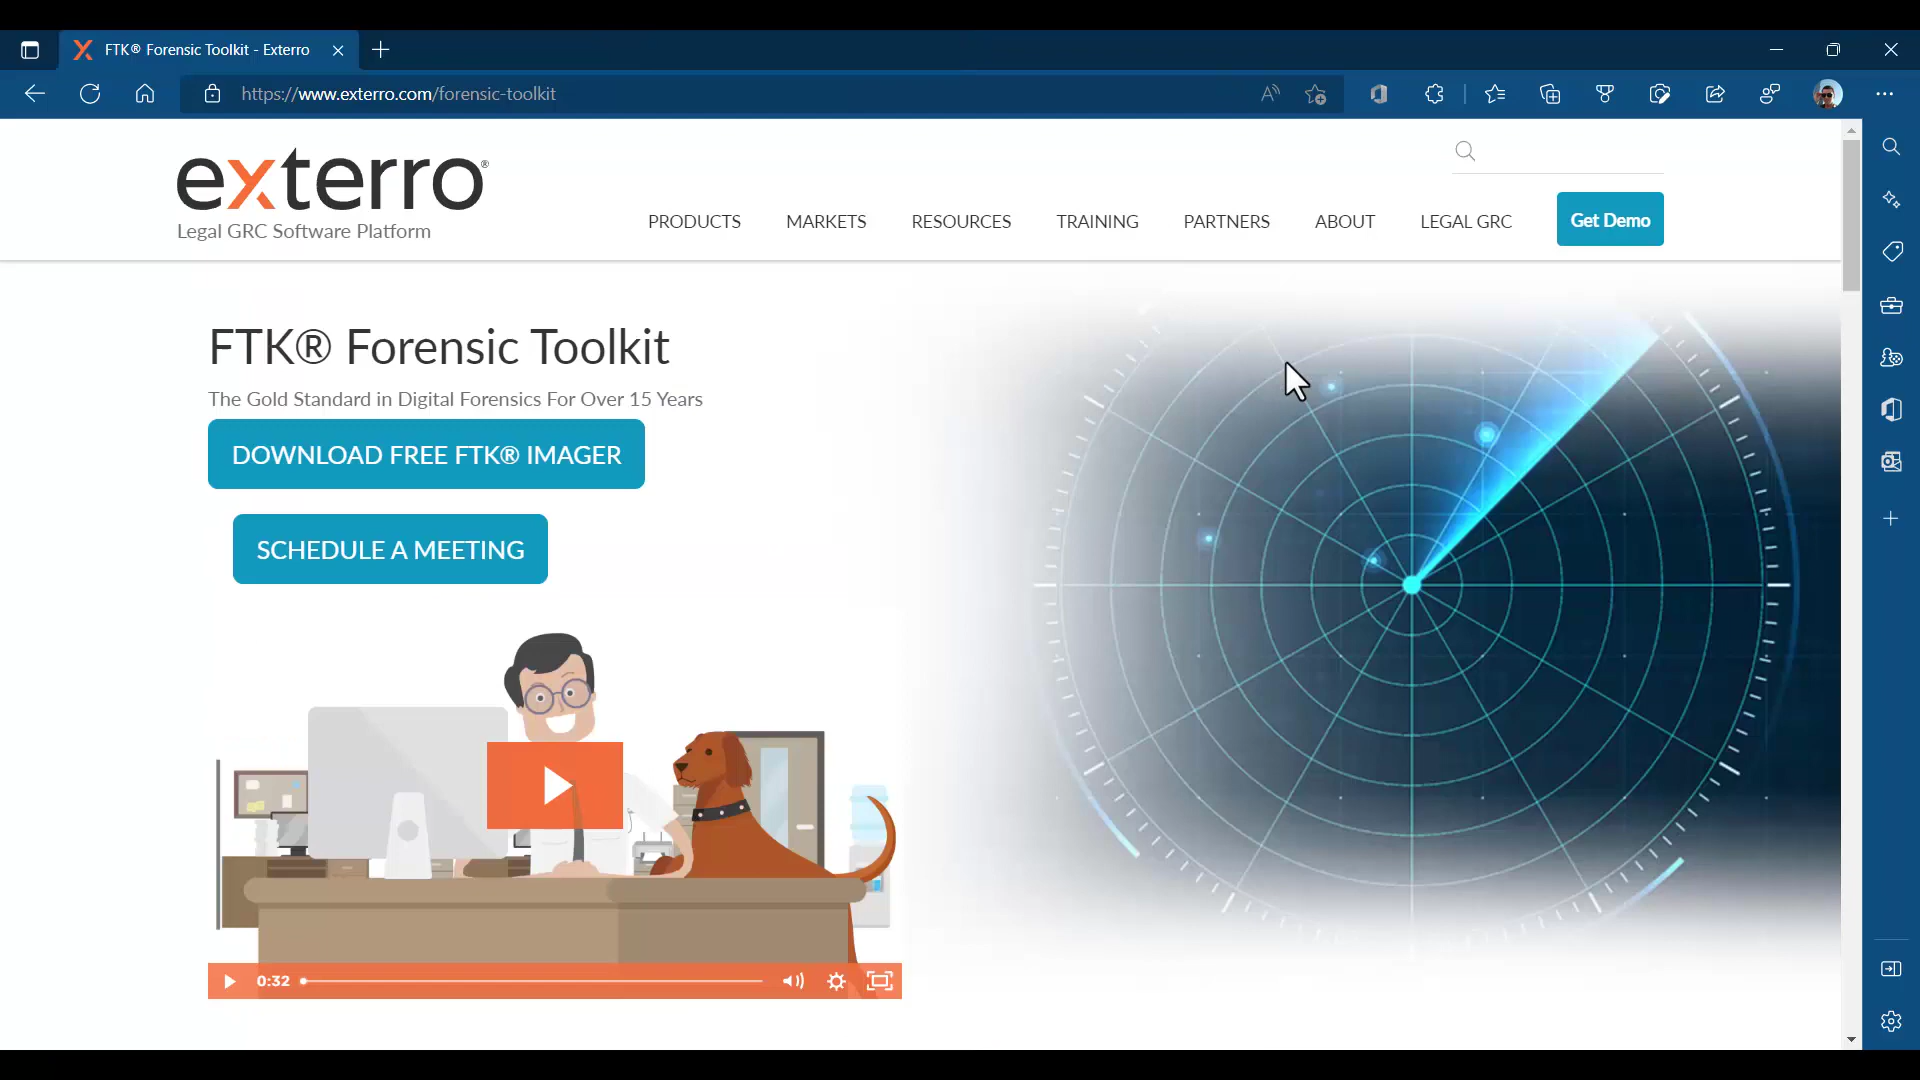 FTK® Forensic Toolkit - Exterro
https://www.exterro.com/forensic-toolkit
exterro®
Legal GRC Software Platform
PRODUCTS MARKETS RESOURCES TRAINING PARTNERS ABOUT LEGAL GRC Get Demo
FTK® Forensic Toolkit
The Gold Standard in Digital Forensics For Over 15 Years
DOWNLOAD FREE FTK® IMAGER
SCHEDULE A MEETING
0:32